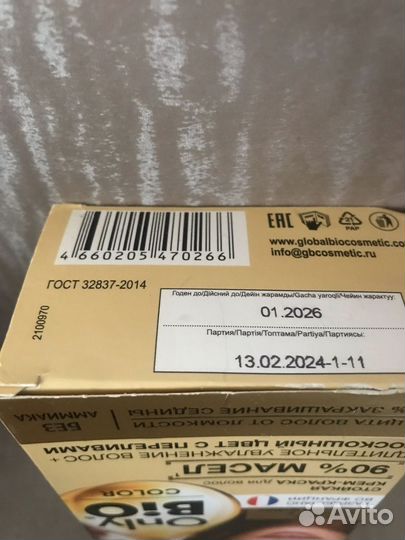 4 660205 470266
EAC
PAP
www.globalbiocosmetic.
info@gbcosmetic.ru
ГОСТ 32837-2014
2100970
Годен до/Дійсний до/Дейін жарамды/Gacha yaroqli/Чейин жарактуу:
01.2026
Партия/Партія/Топтама/Partiya/Партиясы:
13.02.2024-1-11
БЕЗ
АММИАКА
% ЗАКРАШИВАНИЕ СЕДИНЫ
ЩИТА ВОЛОС ОТ ЛОМКОСТИ
ОСКОШНЫЙ ЦВЕТ С ПЕРЕЛИВАМИ
ДЛИТЕЛЬНОЕ УВЛАЖНЕНИЕ ВОЛОС +
90% МАСЕЛ
СТОЙКАЯ
КРЕМ-КРАСКА ДЛЯ ВОЛОС
Only
BiO
COLOR
Avito